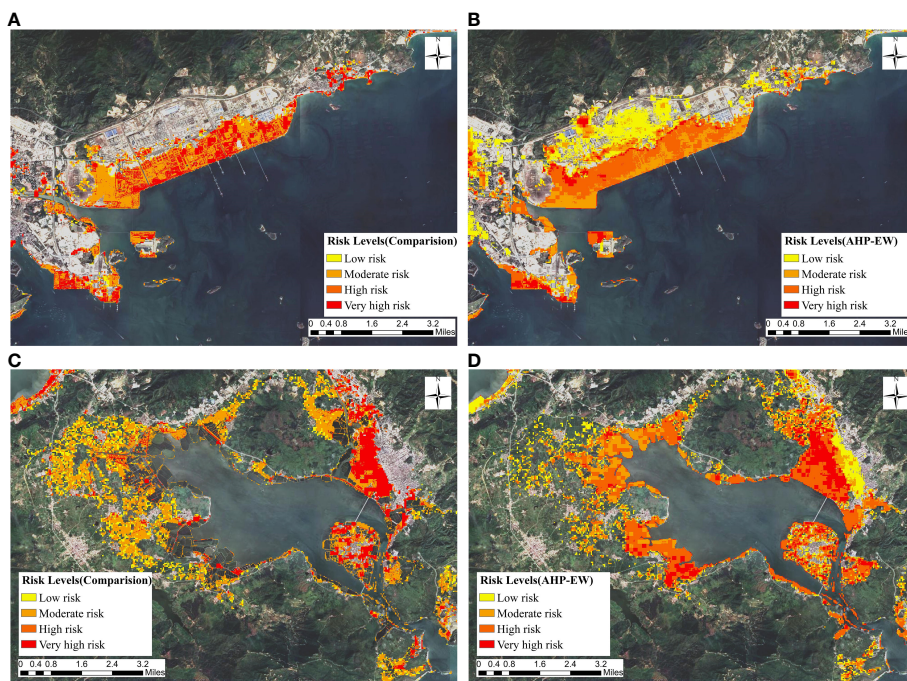 A
N
Risk Levels(Comparision)
Low risk
Moderate risk
High risk
Very high risk
0 0.4 0.8 1.6 2.4 3.2
Miles
B
N
Risk Levels(AHP-EW)
Low risk
Moderate risk
High risk
Very high risk
0 0.4 0.8 1.6 2.4 3.2
Miles
C
N
Risk Levels(Comparision)
Low risk
Moderate risk
High risk
Very high risk
0 0.4 0.8 1.6 2.4 3.2
Miles
D
N
Risk Levels(AHP-EW)
Low risk
Moderate risk
High risk
Very high risk
0 0.4 0.8 1.6 2.4 3.2
Miles